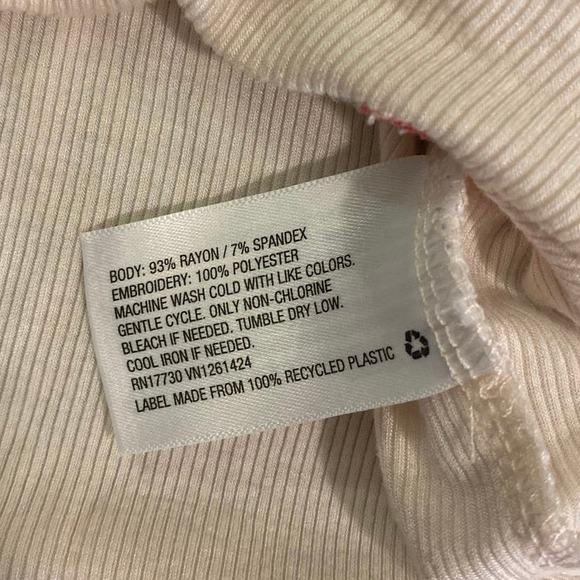 BODY: 93% RAYON / 7% SPANDEX
EMBROIDERY: 100% POLYESTER
MACHINE WASH COLD WITH LIKE COLORS.
GENTLE CYCLE. ONLY NON-CHLORINE
BLEACH IF NEEDED. TUMBLE DRY LOW.
COOL IRON IF NEEDED.
RN17730 VN1261424
LABEL MADE FROM 100% RECYCLED PLASTIC